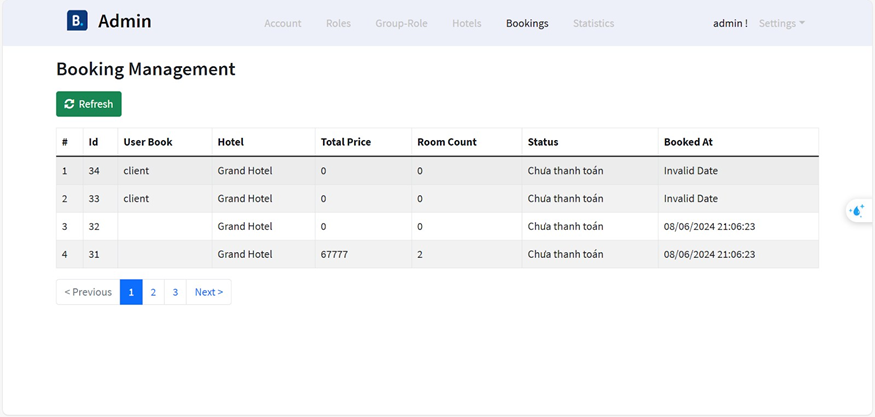 B. Admin Account Roles Group-Role Hotels Bookings Statistics admin ! Settings
Booking Management
Refresh
# Id User Book Hotel Total Price Room Count Status Booked At
1 34 client Grand Hotel 0 0 Chưa thanh toán Invalid Date
2 33 client Grand Hotel 0 0 Chưa thanh toán Invalid Date
3 32 Grand Hotel 0 0 Chưa thanh toán 08/06/2024 21:06:23
4 31 Grand Hotel 67777 2 Chưa thanh toán 08/06/2024 21:06:23
< Previous 1 2 3 Next >